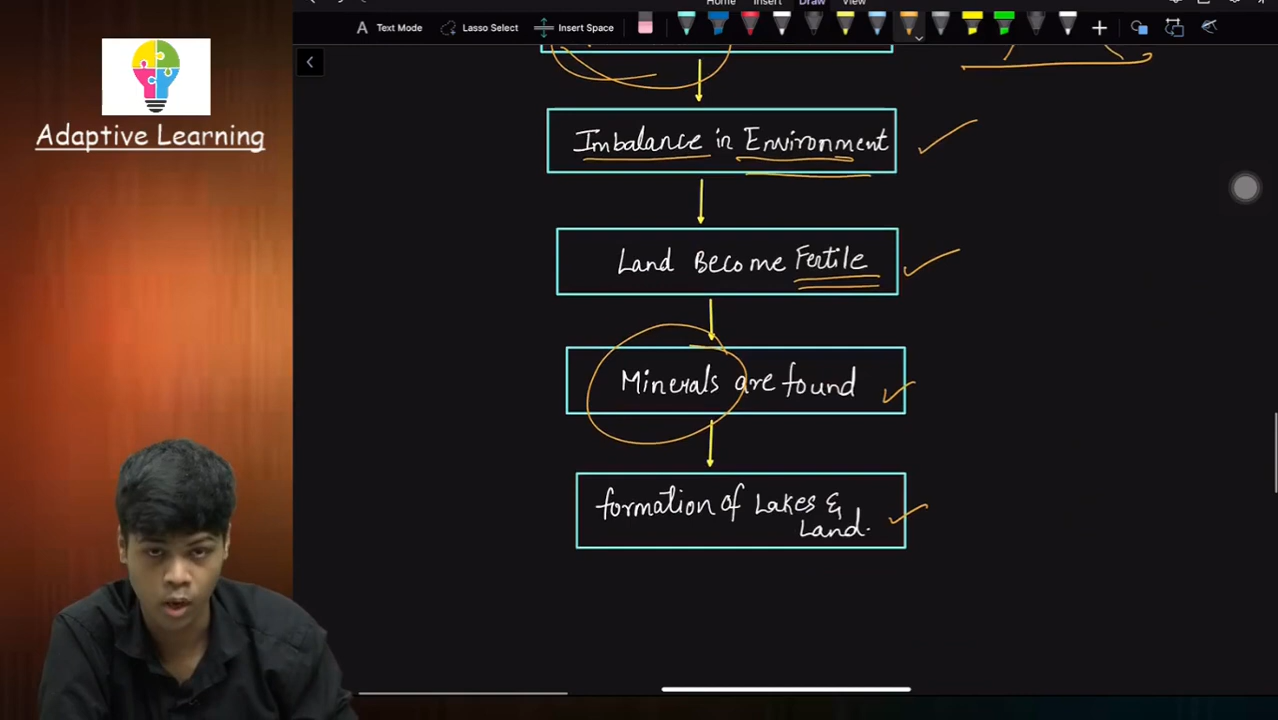 Home Insert Draw View
Text Mode Lasso Select Insert Space
Adaptive Learning
Imbalance in Environment
Land Become Fertile
Minerals are found
formation of Lakes &
Land.